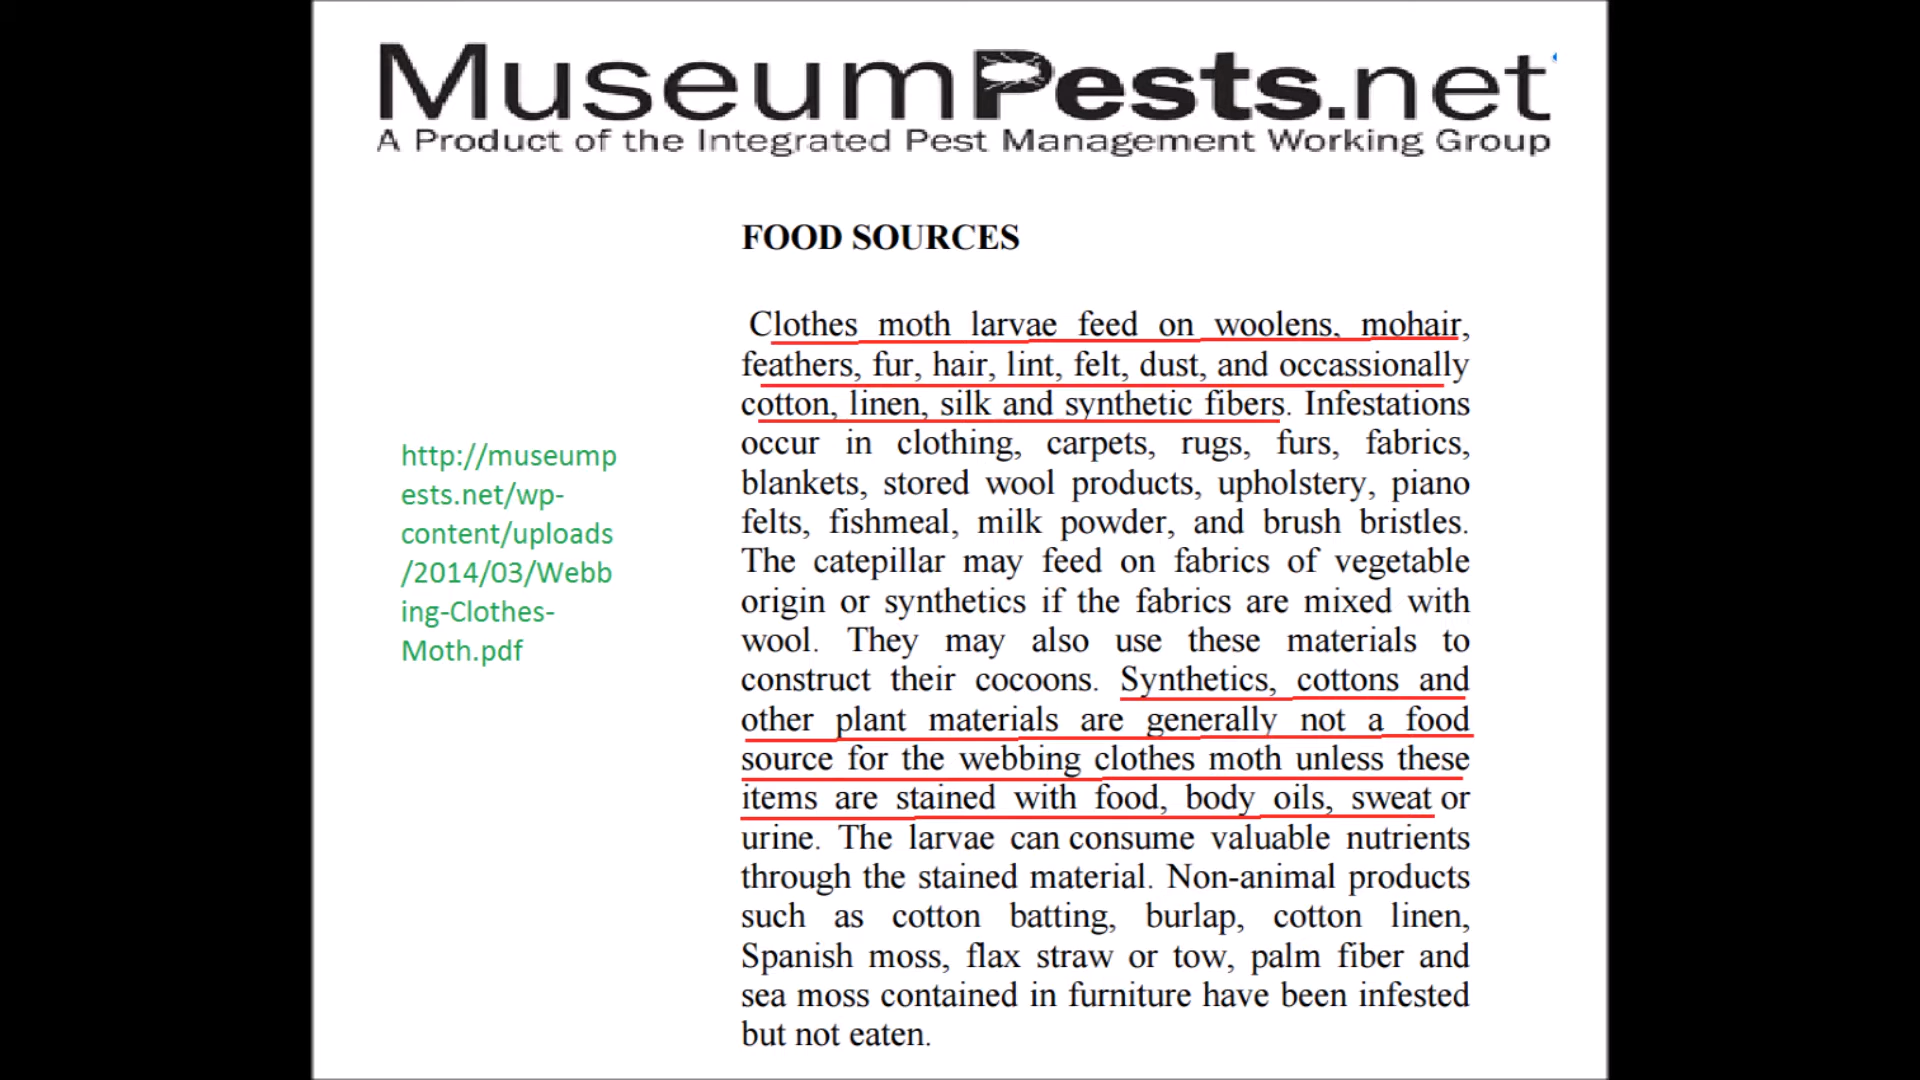 MuseumPests.net
A Product of the Integrated Pest Management Working Group
FOOD SOURCES
Clothes moth larvae feed on woolens, mohair,
feathers, fur, hair, lint, felt, dust, and occassionally
cotton, linen, silk and synthetic fibers. Infestations
occur in clothing, carpets, rugs, furs, fabrics,
blankets, stored wool products, upholstery, piano
felts, fishmeal, milk powder, and brush bristles.
The catepillar may feed on fabrics of vegetable
origin or synthetics if the fabrics are mixed with
wool. They may also use these materials to
construct their cocoons. Synthetics, cottons and
other plant materials are generally not a food
source for the webbing clothes moth unless these
items are stained with food, body oils, sweat or
urine. The larvae can consume valuable nutrients
through the stained material. Non-animal products
such as cotton batting, burlap, cotton linen,
Spanish moss, flax straw or tow, palm fiber and
sea moss contained in furniture have been infested
but not eaten.
http://museump
ests.net/wp-
content/uploads
/2014/03/Webb
ing-Clothes-
Moth.pdf